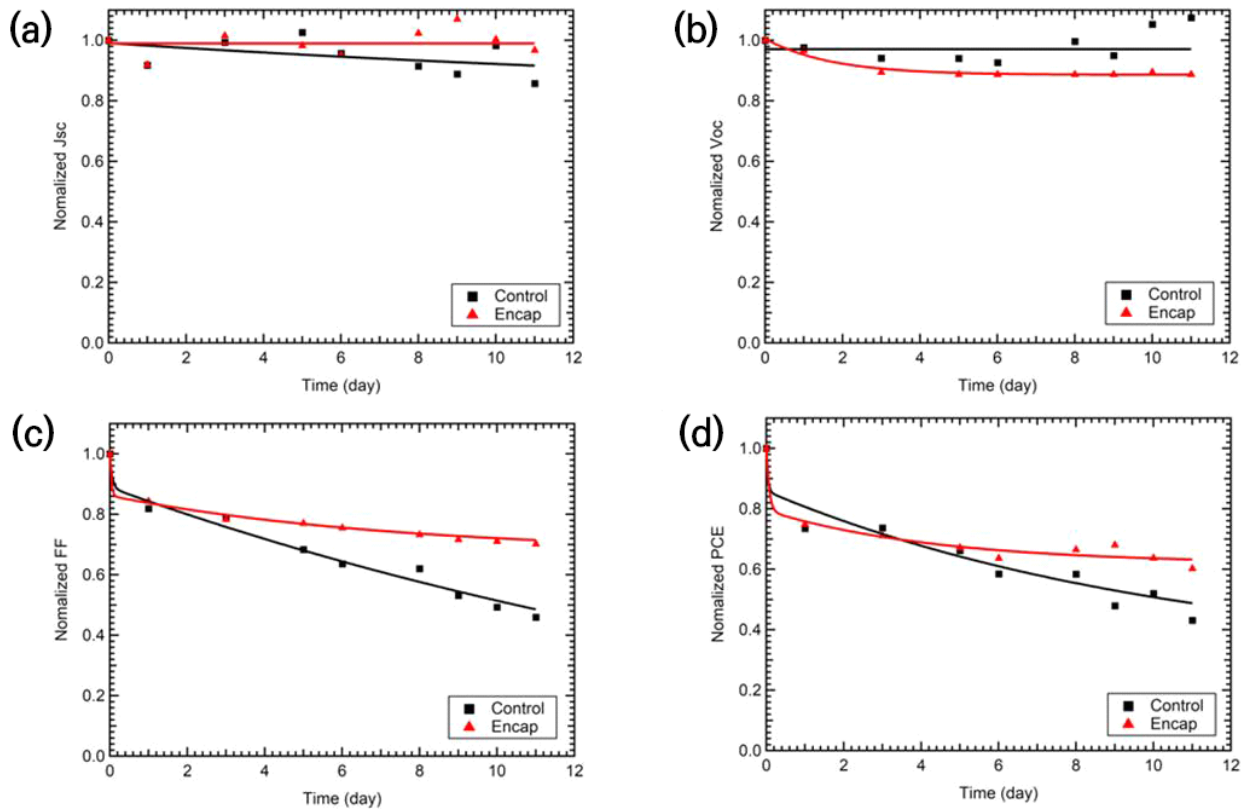 (a)
Nomalized Jsc
1.0
0.8
0.6
0.4
0.2
0.0
0 2 4 6 8 10 12
Time (day)
Control
Encap
(b)
Nomalized Voc
1.0
0.8
0.6
0.4
0.2
0.0
0 2 4 6 8 10 12
Time (day)
Control
Encap
(c)
Nomalized FF
1.0
0.8
0.6
0.4
0.2
0.0
0 2 4 6 8 10 12
Time (day)
Control
Encap
(d)
Nomalized PCE
1.0
0.8
0.6
0.4
0.2
0.0
0 2 4 6 8 10 12
Time (day)
Control
Encap